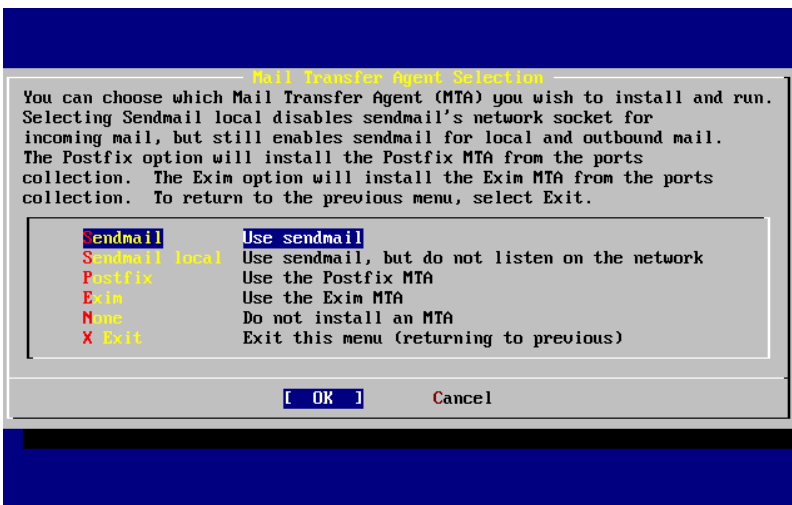 Mail Transfer Agent Selection
You can choose which Mail Transfer Agent (MTA) you wish to install and run.
Selecting Sendmail local disables sendmail's network socket for
incoming mail, but still enables sendmail for local and outbound mail.
The Postfix option will install the Postfix MTA from the ports
collection.  The Exim option will install the Exim MTA from the ports
collection.  To return to the previous menu, select Exit.
Sendmail Use sendmail
Sendmail local Use sendmail, but do not listen on the network
Postfix Use the Postfix MTA
Exim Use the Exim MTA
None Do not install an MTA
X Exit Exit this menu (returning to previous)
[ OK ] Cancel